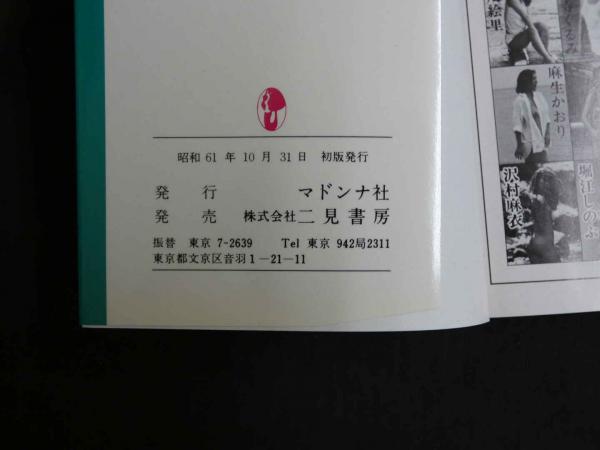 昭和 61 年 10 月 31 日 初版発行
発 行 マドンナ社
発 売 株式会社 二見書房
振替 東京 7-2639 Tel 東京 942局2311
東京都文京区音羽1-21-11
絵里
くるみ
麻生かおり
堀江しのぶ
沢村麻衣